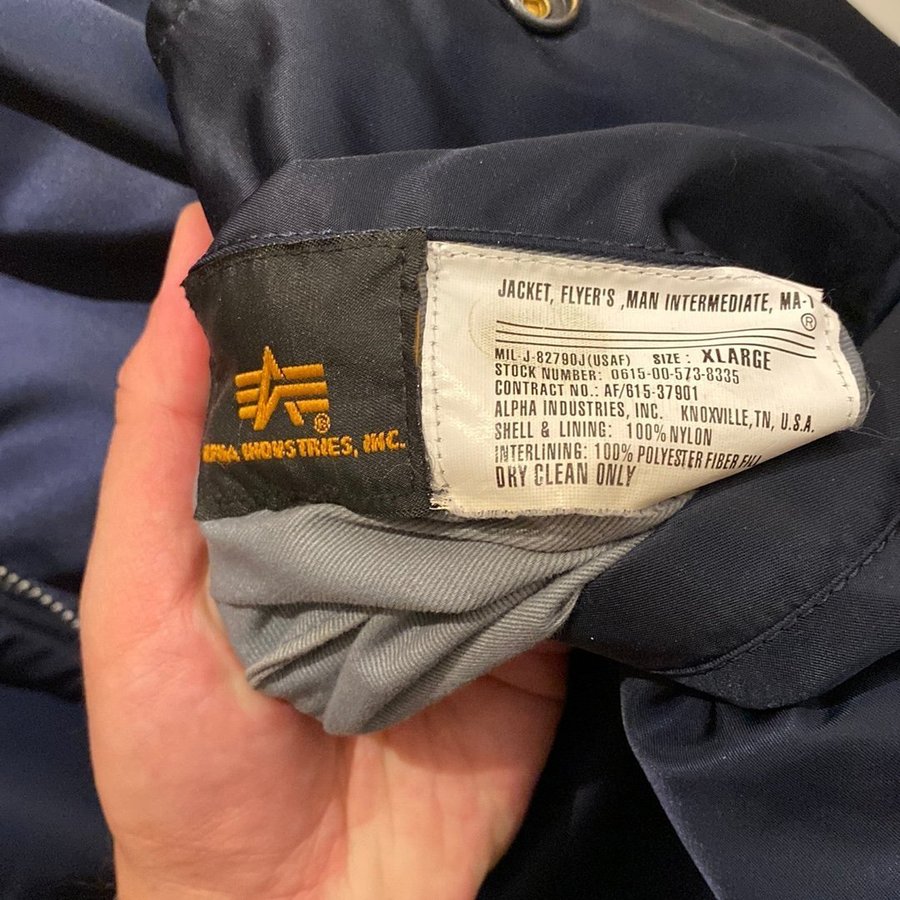 JACKET, FLYER'S ,MAN INTERMEDIATE, MA-1
®
MIL-J-82790J(USAF) SIZE : XLARGE
STOCK NUMBER: 0615-00-573-8335
CONTRACT NO.: AF/615-37901
ALPHA INDUSTRIES, INC. KNOXVILLE,TN, U.S.A.
SHELL & LINING: 100% NYLON
INTERLINING: 100% POLYESTER FIBER FILL
DRY CLEAN ONLY
®
INDUSTRIES, INC.